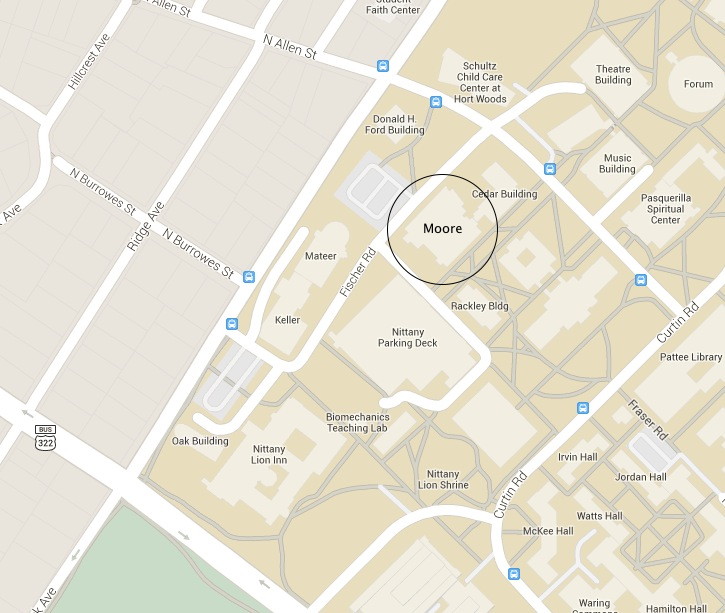 N Allen St
Student
Faith Center
Hillcrest Ave
N Allen St
Schultz
Child Care
Center at
Hort Woods
Theatre
Building
Forum
Donald H.
Ford Building
Music
Building
N Burrowes St
Cedar Building
Pasquerilla
Spiritual
Center
Ave
Ridge Ave
N Burrowes St
Moore
Mateer
Fischer Rd
Keller
Rackley Bldg
Nittany
Parking Deck
Curtin Rd
Pattee Library
Biomechanics
Teaching Lab
Fraser Rd
BUS
322
Oak Building
Nittany
Lion Inn
Irvin Hall
Nittany
Lion Shrine
Jordan Hall
Curtin Rd
Watts Hall
McKee Hall
k Ave
Waring
Commons
Hamilton Hall